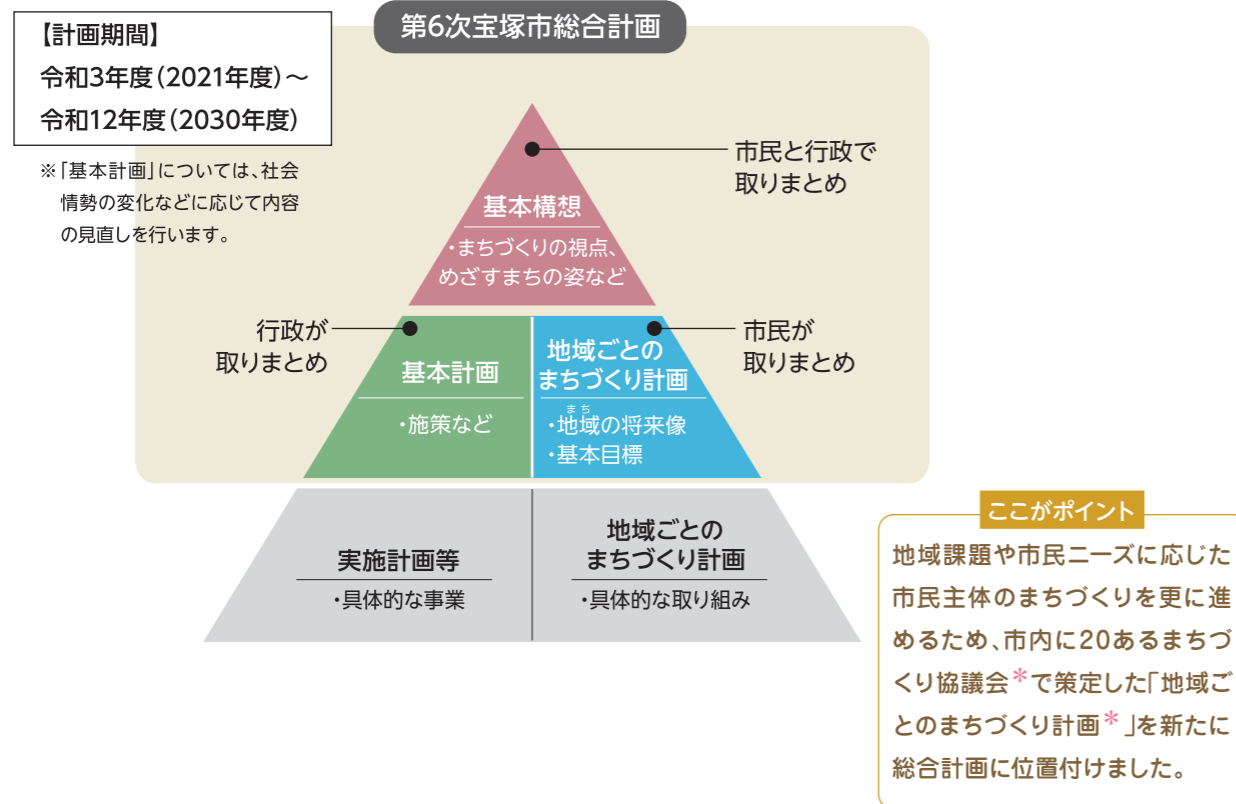 第6次宝塚市総合計画
【計画期間】
令和3年度(2021年度)～
令和12年度(2030年度)
※「基本計画」については、社会
情勢の変化などに応じて内容
の見直しを行います。
市民と行政で
取りまとめ
基本構想
・まちづくりの視点、
めざすまちの姿など
行政が
取りまとめ
基本計画
・施策など
市民が
取りまとめ
地域ごとの
まちづくり計画
まち
・地域の将来像
・基本目標
実施計画等
・具体的な事業
地域ごとの
まちづくり計画
・具体的な取り組み
ここがポイント
地域課題や市民ニーズに応じた
市民主体のまちづくりを更に進
めるため、市内に20あるまちづ
くり協議会＊で策定した「地域ご
とのまちづくり計画＊」を新たに
総合計画に位置付けました。